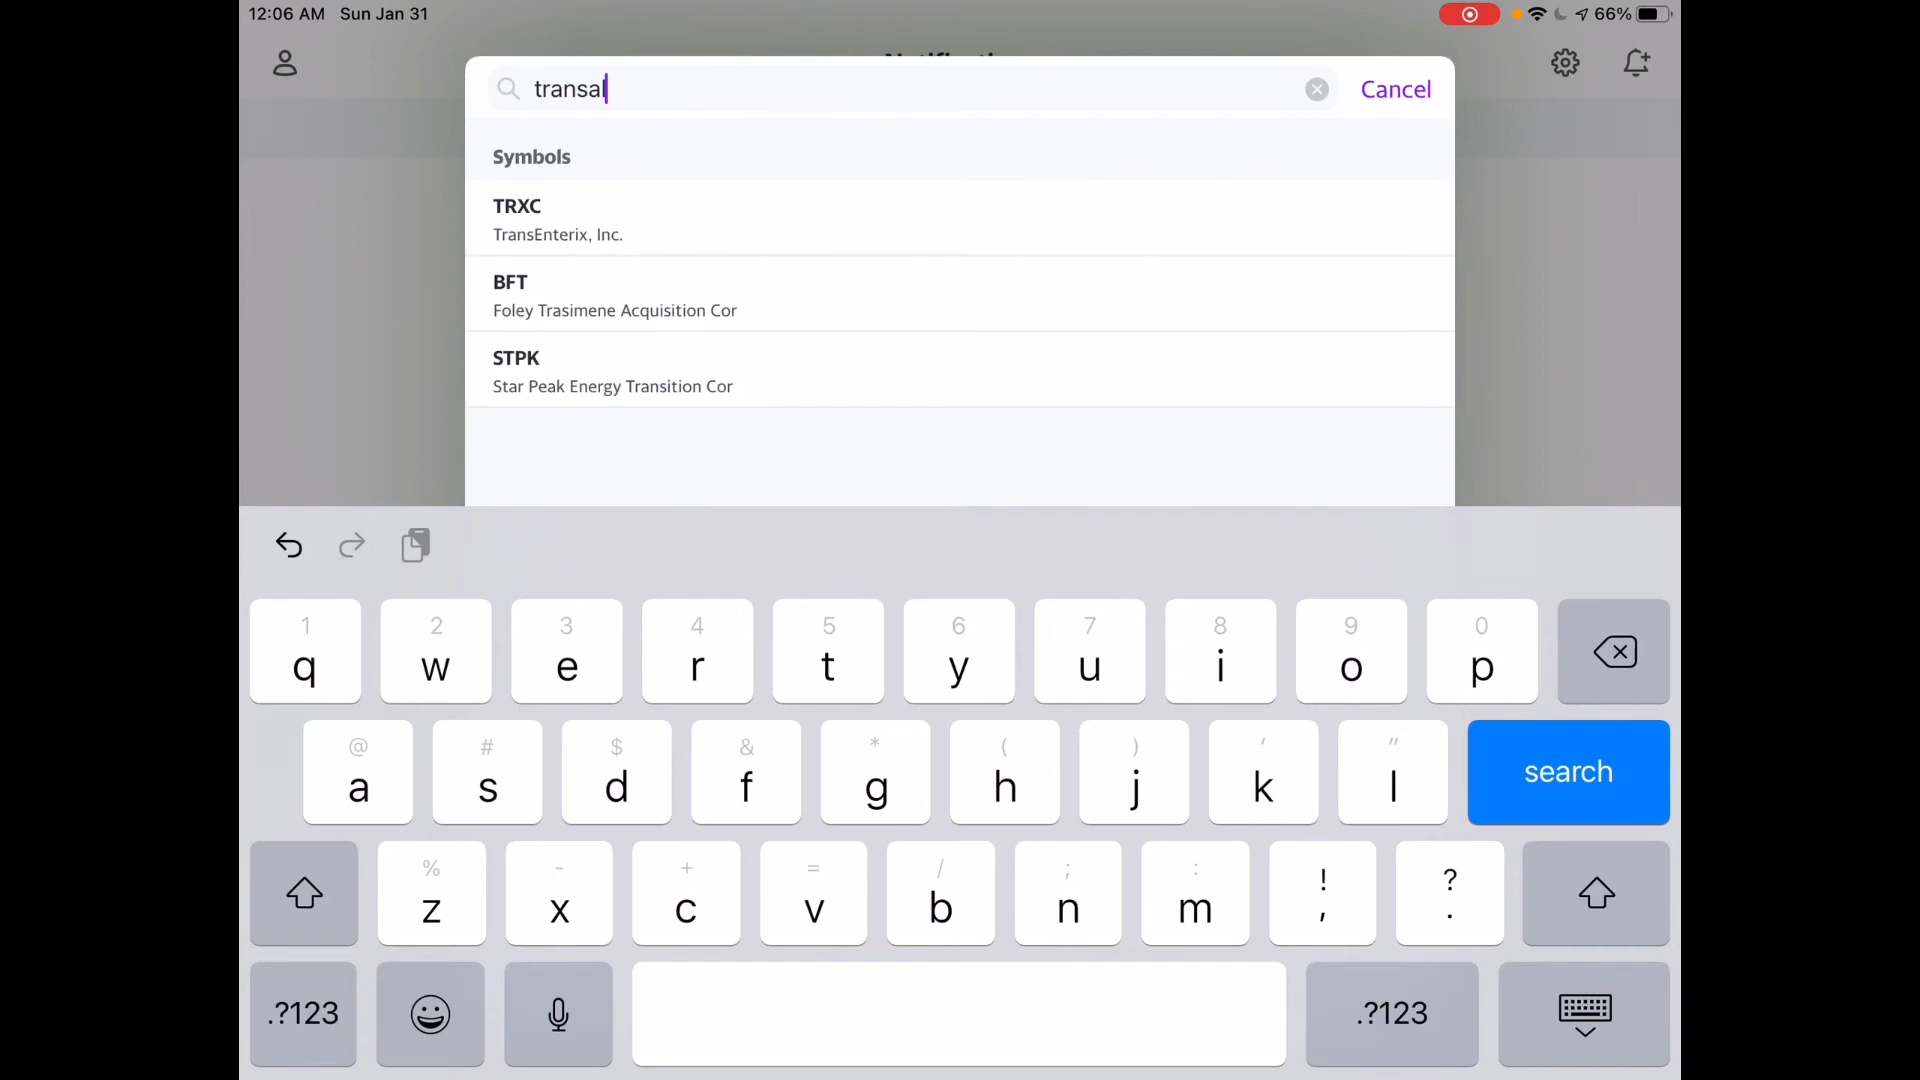 12:06 AM Sun Jan 31
66%
transal
Cancel
Symbols
TRXC
TransEnterix, Inc.
BFT
Foley Trasimene Acquisition Cor
STPK
Star Peak Energy Transition Cor
1 2 3 4 5 6 7 8 9 0
q w e r t y u i o p
@ # $ & * ( ) ' "
a s d f g h j k l
search
% - + = / ; : ! ?
z x c v b n m , .
.?123
.?123